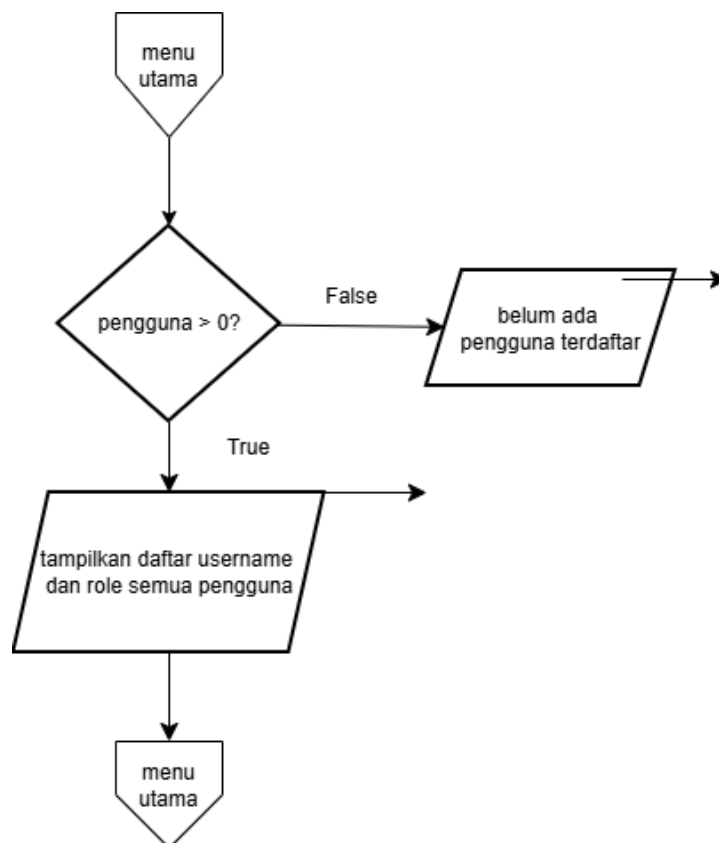 menu
utama
pengguna > 0?
False
belum ada
pengguna terdaftar
True
tampilkan daftar username
dan role semua pengguna
menu
utama